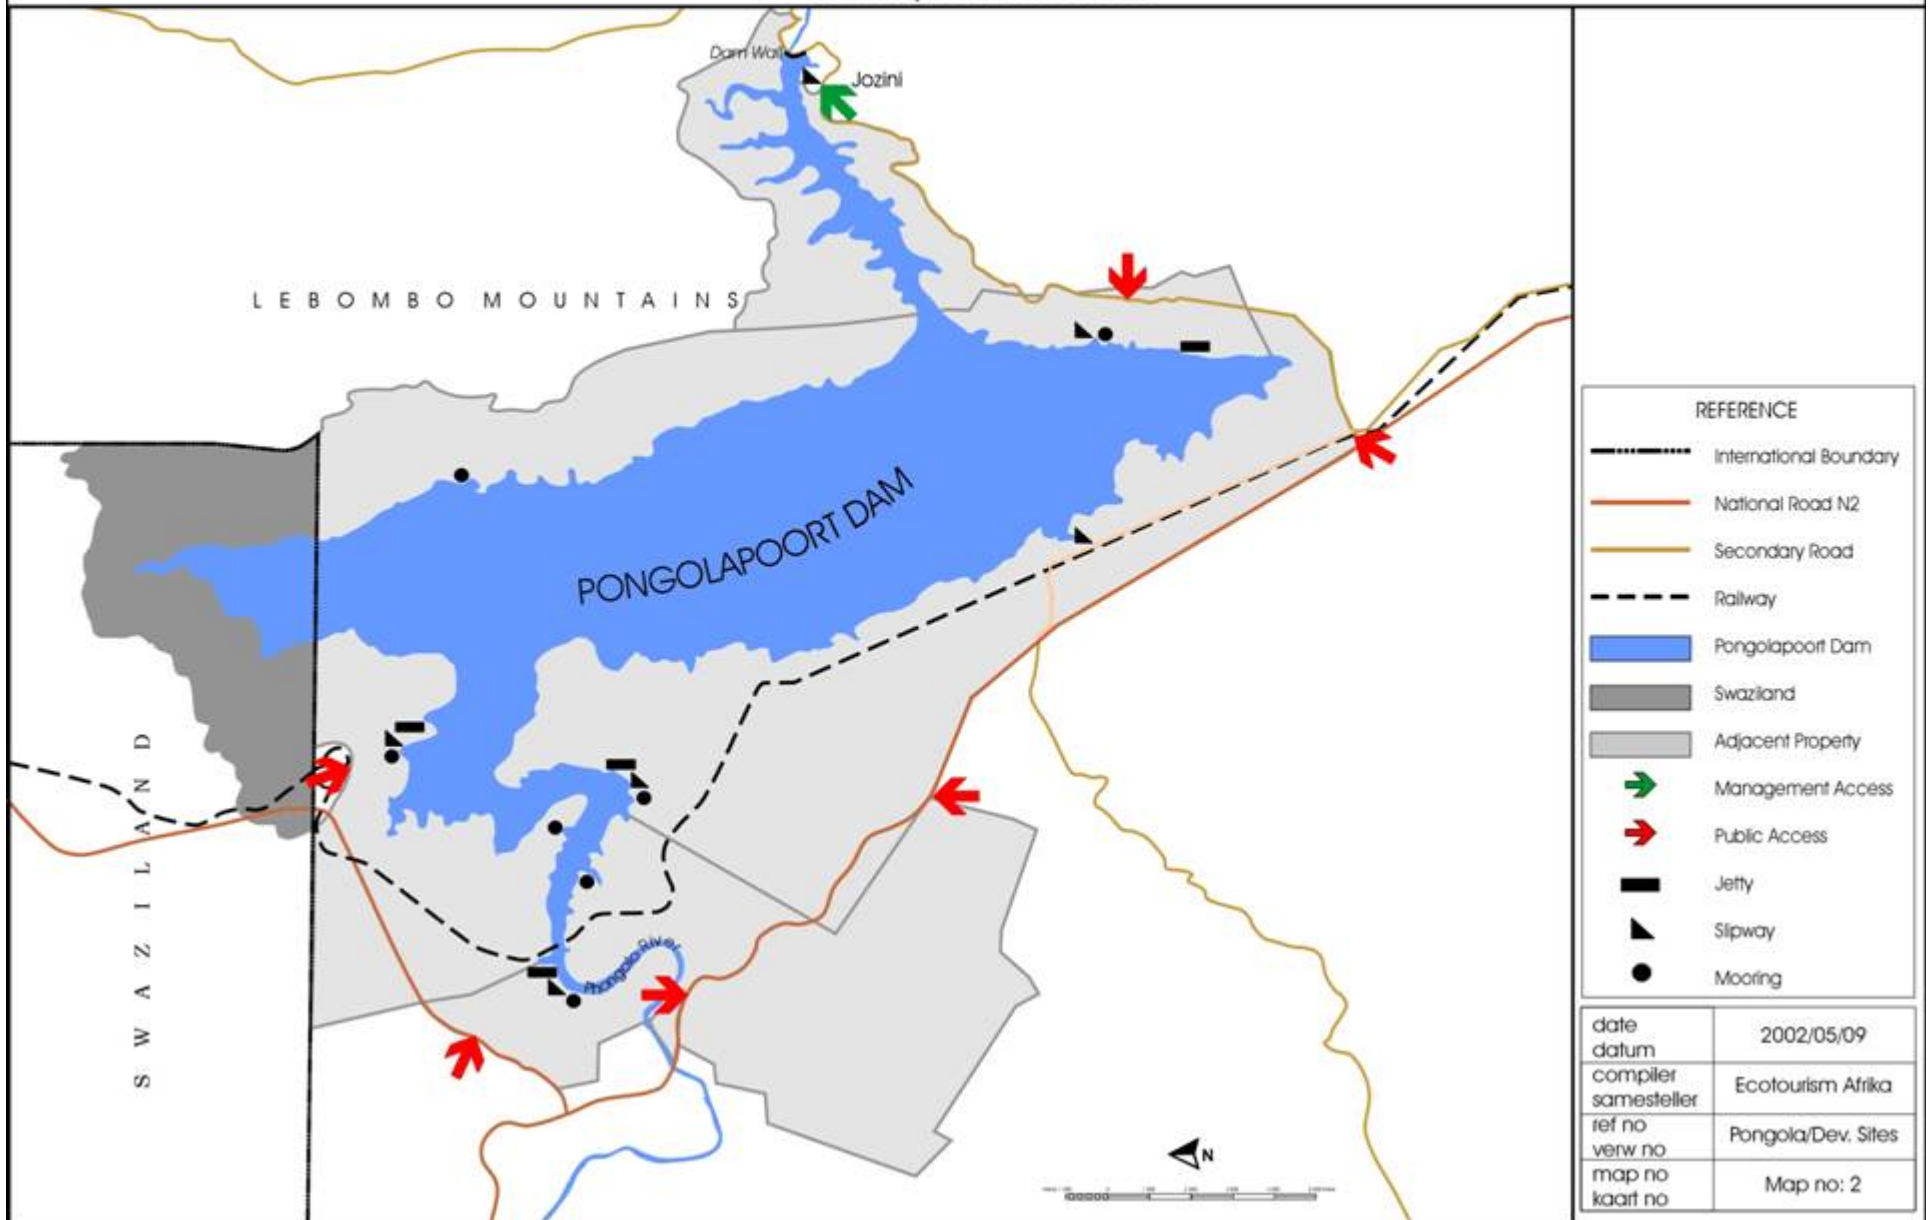 Dam Wall
Jozini
LEBOMBO MOUNTAINS
PONGOLAPOORT DAM
SWAZILAND
Phongolo River
N
REFERENCE
International Boundary
National Road N2
Secondary Road
Railway
Pongolapoort Dam
Swaziland
Adjacent Property
Management Access
Public Access
Jetty
Slipway
Mooring
date
datum
2002/05/09
compiler
samesteller
Ecotourism Afrika
ref no
verw no
Pongola/Dev. Sites
map no
kaart no
Map no: 2